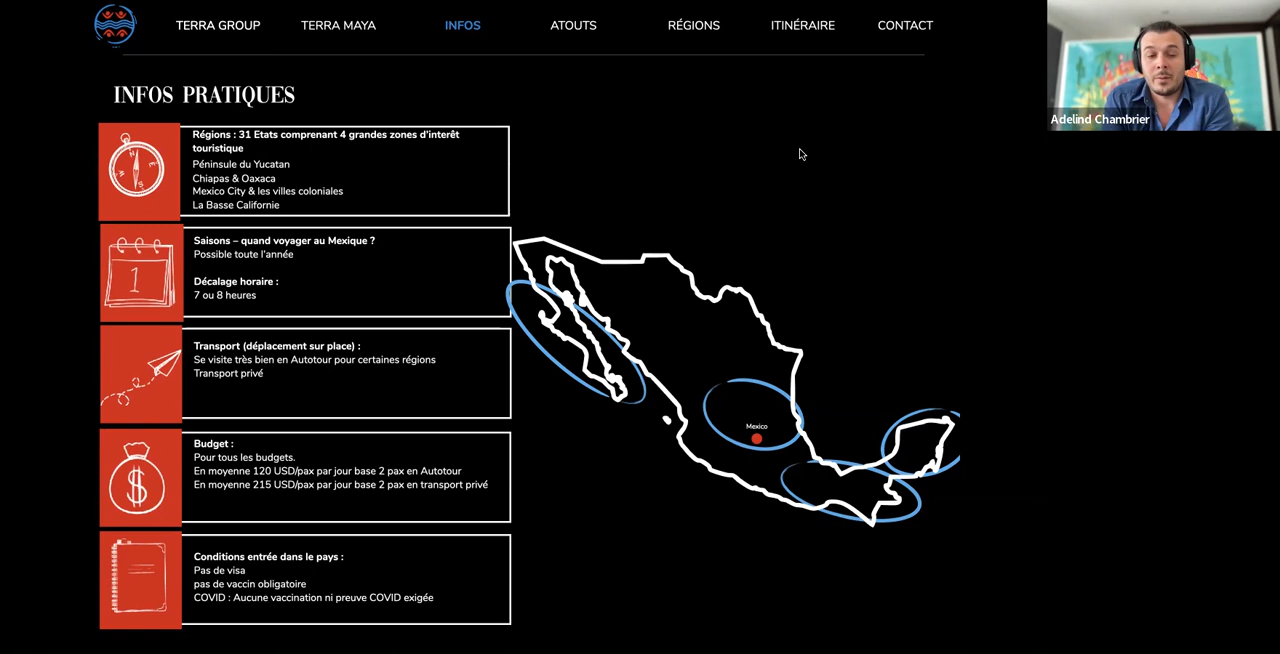 TERRA GROUP
TERRA MAYA
INFOS
ATOUTS
RÉGIONS
ITINÉRAIRE
CONTACT
Adelind Chambrier
INFOS PRATIQUES
N
E
S
W
Régions : 31 Etats comprenant 4 grandes zones d'interêt
touristique
Péninsule du Yucatan
Chiapas & Oaxaca
Mexico City & les villes coloniales
La Basse Californie
1
Saisons – quand voyager au Mexique ?
Possible toute l'année
Décalage horaire :
7 ou 8 heures
Transport (déplacement sur place) :
Se visite très bien en Autotour pour certaines régions
Transport privé
$
Budget :
Pour tous les budgets.
En moyenne 120 USD/pax par jour base 2 pax en Autotour
En moyenne 215 USD/pax par jour base 2 pax en transport privé
Conditions entrée dans le pays :
Pas de visa
pas de vaccin obligatoire
COVID : Aucune vaccination ni preuve COVID exigée
Mexico